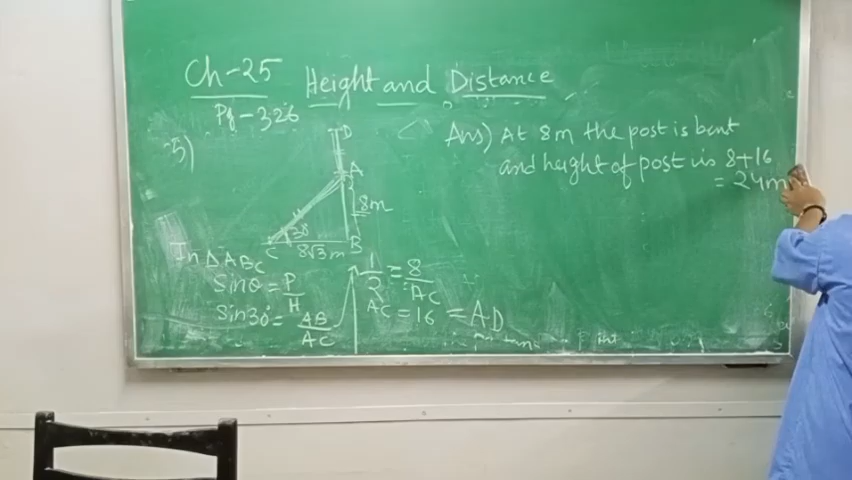 Ch-25 Height and Distance
Pg-326
5)
D
A
8m
30
C 8√3 m B
In ΔABC
Sinθ = P/H
Sin30° = AB/AC
1/2 = 8/AC
AC = 16 = AD
Ans) At 8m the post is bent
and height of post is 8+16
= 24m